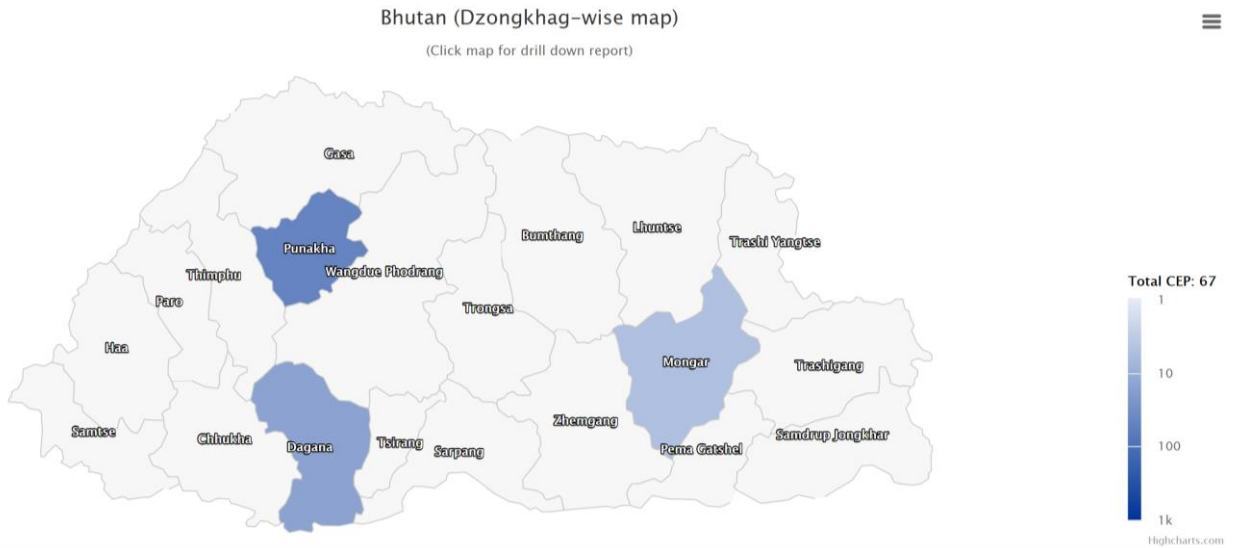 Bhutan (Dzongkhag-wise map)
(Click map for drill down report)
Gasa
Punakha
Bumthang
Lhuntse
Trashi Yangtse
Thimphu
Wangdue Phodrang
Paro
Trongsa
Total CEP: 67
1
Haa
Mongar
Trashigang
10
Samtse
Chhukha
Dagana
Tsirang
Sarpang
Zhemgang
Pema Gatshel
Samdrup Jongkhar
100
1k
Highcharts.com